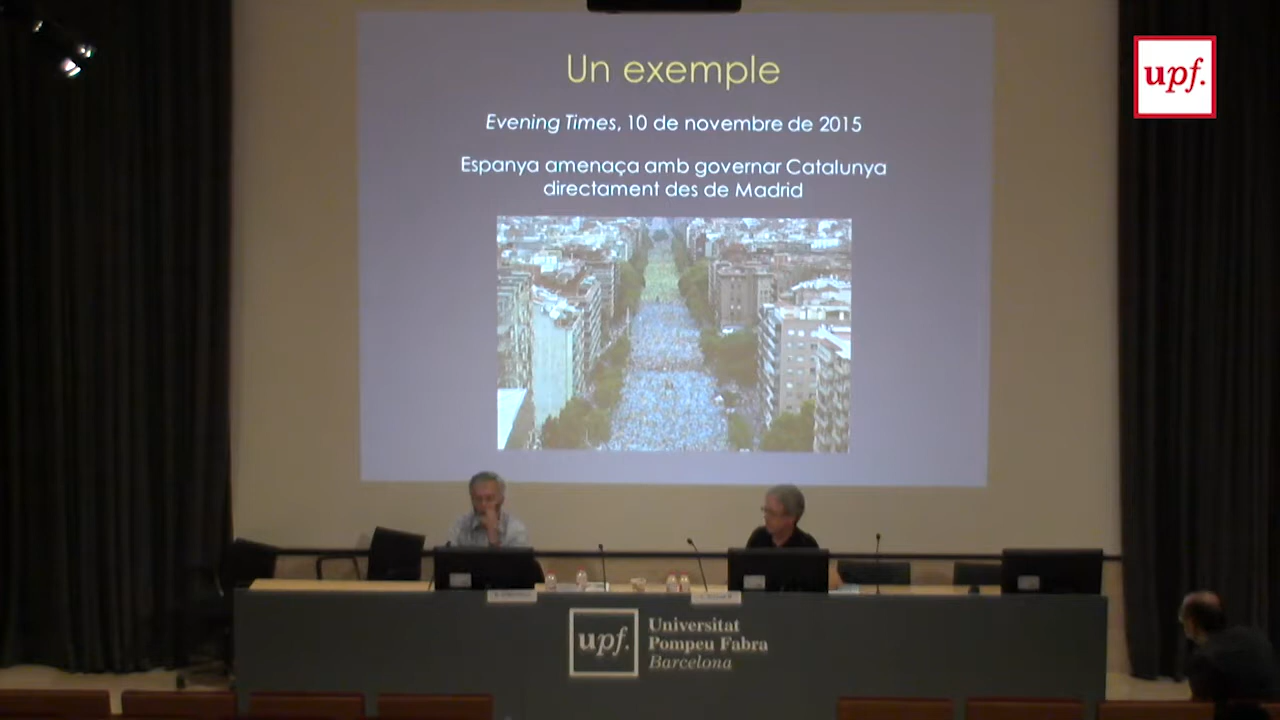 Un exemple
upf.
Evening Times, 10 de novembre de 2015
Espanya amenaça amb governar Catalunya
directament des de Madrid
upf.
Universitat
Pompeu Fabra
Barcelona